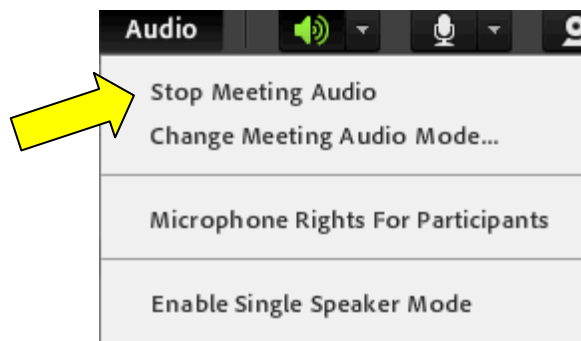 Audio
Stop Meeting Audio
Change Meeting Audio Mode...
Microphone Rights For Participants
Enable Single Speaker Mode